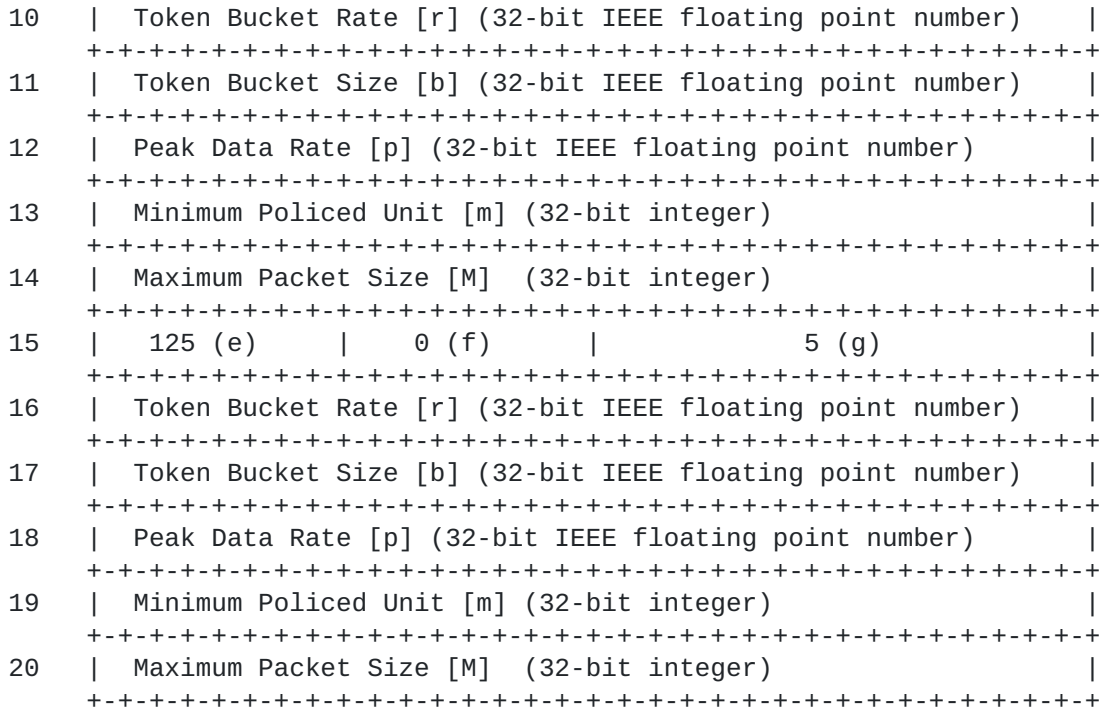 10   |  Token Bucket Rate [r] (32-bit IEEE floating point number)    |
     +-+-+-+-+-+-+-+-+-+-+-+-+-+-+-+-+-+-+-+-+-+-+-+-+-+-+-+-+-+-+-+-+
11   |  Token Bucket Size [b] (32-bit IEEE floating point number)    |
     +-+-+-+-+-+-+-+-+-+-+-+-+-+-+-+-+-+-+-+-+-+-+-+-+-+-+-+-+-+-+-+-+
12   |  Peak Data Rate [p] (32-bit IEEE floating point number)       |
     +-+-+-+-+-+-+-+-+-+-+-+-+-+-+-+-+-+-+-+-+-+-+-+-+-+-+-+-+-+-+-+-+
13   |  Minimum Policed Unit [m] (32-bit integer)                    |
     +-+-+-+-+-+-+-+-+-+-+-+-+-+-+-+-+-+-+-+-+-+-+-+-+-+-+-+-+-+-+-+-+
14   |  Maximum Packet Size [M]  (32-bit integer)                    |
     +-+-+-+-+-+-+-+-+-+-+-+-+-+-+-+-+-+-+-+-+-+-+-+-+-+-+-+-+-+-+-+-+
15   |   125 (e)     |    0 (f)      |             5 (g)             |
     +-+-+-+-+-+-+-+-+-+-+-+-+-+-+-+-+-+-+-+-+-+-+-+-+-+-+-+-+-+-+-+-+
16   |  Token Bucket Rate [r] (32-bit IEEE floating point number)    |
     +-+-+-+-+-+-+-+-+-+-+-+-+-+-+-+-+-+-+-+-+-+-+-+-+-+-+-+-+-+-+-+-+
17   |  Token Bucket Size [b] (32-bit IEEE floating point number)    |
     +-+-+-+-+-+-+-+-+-+-+-+-+-+-+-+-+-+-+-+-+-+-+-+-+-+-+-+-+-+-+-+-+
18   |  Peak Data Rate [p] (32-bit IEEE floating point number)       |
     +-+-+-+-+-+-+-+-+-+-+-+-+-+-+-+-+-+-+-+-+-+-+-+-+-+-+-+-+-+-+-+-+
19   |  Minimum Policed Unit [m] (32-bit integer)                    |
     +-+-+-+-+-+-+-+-+-+-+-+-+-+-+-+-+-+-+-+-+-+-+-+-+-+-+-+-+-+-+-+-+
20   |  Maximum Packet Size [M]  (32-bit integer)                    |
     +-+-+-+-+-+-+-+-+-+-+-+-+-+-+-+-+-+-+-+-+-+-+-+-+-+-+-+-+-+-+-+-+